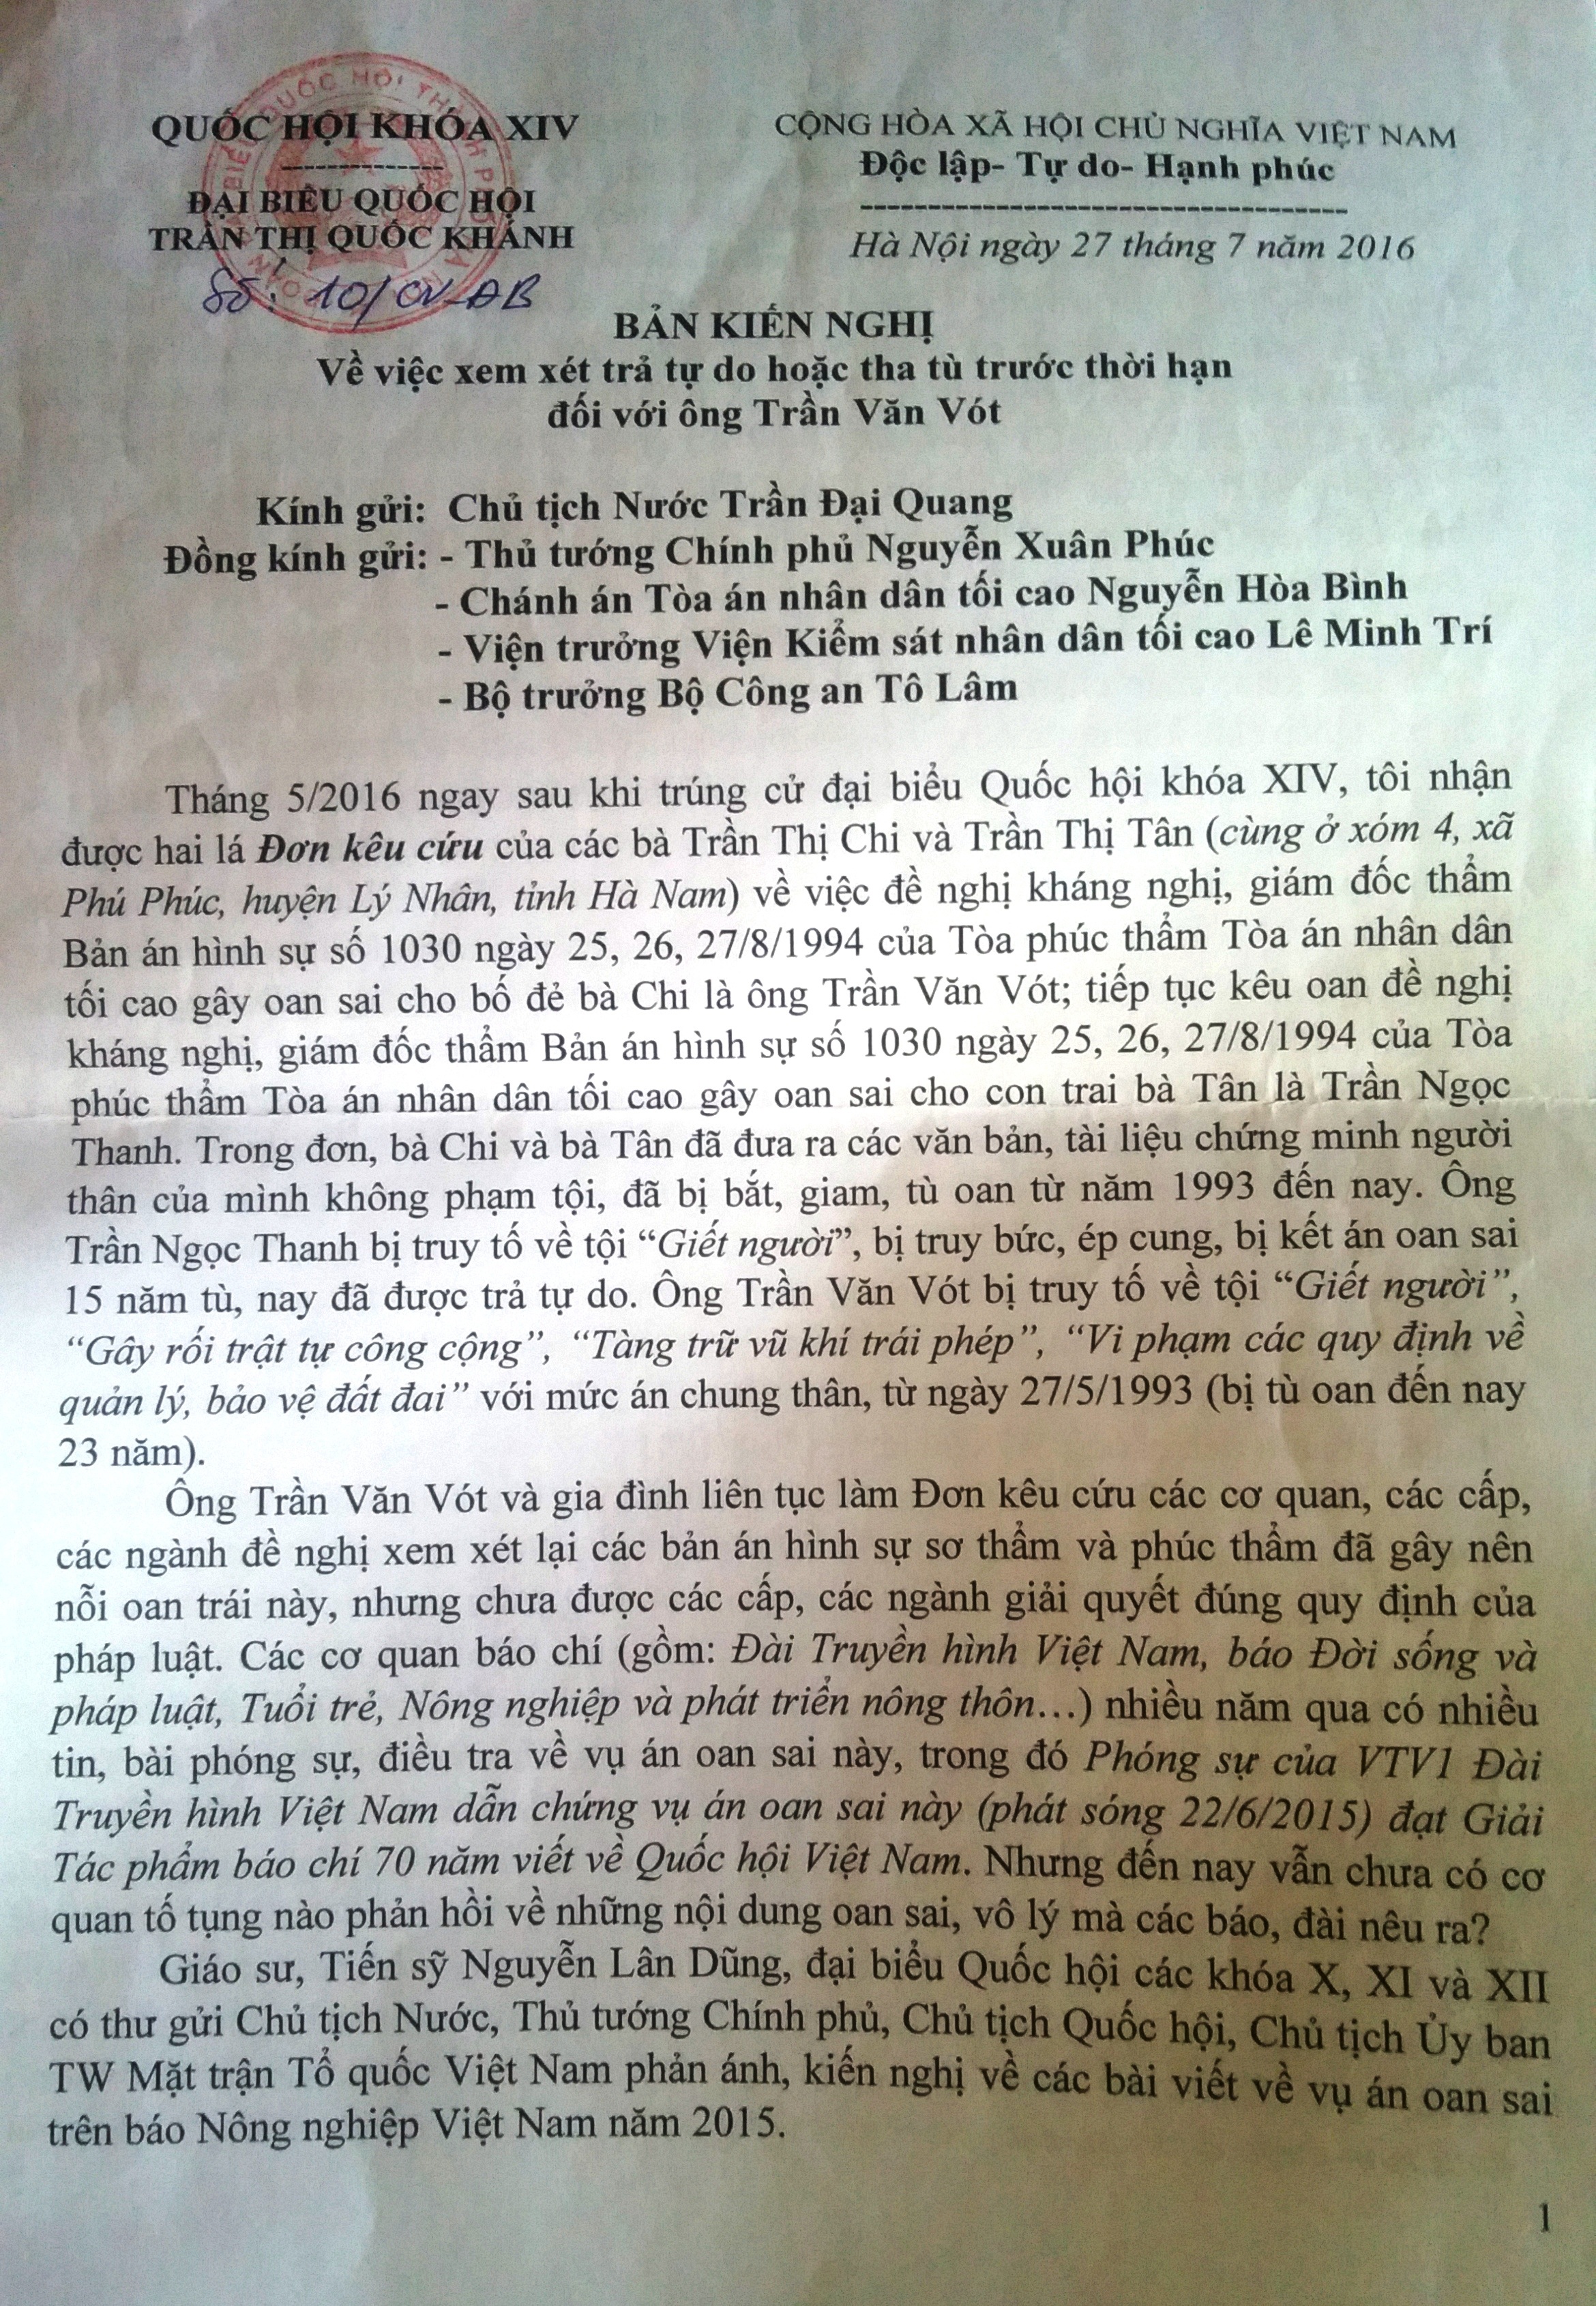 QUỐC HỘI KHÓA XIV
--------------
ĐẠI BIỂU QUỐC HỘI
TRẦN THỊ QUỐC KHÁNH
Số: 10/CV-ĐB
CỘNG HÒA XÃ HỘI CHỦ NGHĨA VIỆT NAM
Độc lập- Tự do- Hạnh phúc
------------------------------------
Hà Nội ngày 27 tháng 7 năm 2016
BẢN KIẾN NGHỊ
Về việc xem xét trả tự do hoặc tha tù trước thời hạn
đối với ông Trần Văn Vót
Kính gửi: Chủ tịch Nước Trần Đại Quang
Đồng kính gửi: - Thủ tướng Chính phủ Nguyễn Xuân Phúc
- Chánh án Tòa án nhân dân tối cao Nguyễn Hòa Bình
- Viện trưởng Viện Kiểm sát nhân dân tối cao Lê Minh Trí
- Bộ trưởng Bộ Công an Tô Lâm
Tháng 5/2016 ngay sau khi trúng cử đại biểu Quốc hội khóa XIV, tôi nhận
được hai lá Đơn kêu cứu của các bà Trần Thị Chi và Trần Thị Tân (cùng ở xóm 4, xã
Phú Phúc, huyện Lý Nhân, tỉnh Hà Nam) về việc đề nghị kháng nghị, giám đốc thẩm
Bản án hình sự số 1030 ngày 25, 26, 27/8/1994 của Tòa phúc thẩm Tòa án nhân dân
tối cao gây oan sai cho bố đẻ bà Chi là ông Trần Văn Vót; tiếp tục kêu oan đề nghị
kháng nghị, giám đốc thẩm Bản án hình sự số 1030 ngày 25, 26, 27/8/1994 của Tòa
phúc thẩm Tòa án nhân dân tối cao gây oan sai cho con trai bà Tân là Trần Ngọc
Thanh. Trong đơn, bà Chi và bà Tân đã đưa ra các văn bản, tài liệu chứng minh người
thân của mình không phạm tội, đã bị bắt, giam, tù oan từ năm 1993 đến nay. Ông
Trần Ngọc Thanh bị truy tố về tội “Giết người”, bị truy bức, ép cung, bị kết án oan sai
15 năm tù, nay đã được trả tự do. Ông Trần Văn Vót bị truy tố về tội “Giết người”,
“Gây rối trật tự công cộng”, “Tàng trữ vũ khí trái phép”, “Vi phạm các quy định về
quản lý, bảo vệ đất đai” với mức án chung thân, từ ngày 27/5/1993 (bị tù oan đến nay
23 năm).
Ông Trần Văn Vót và gia đình liên tục làm Đơn kêu cứu các cơ quan, các cấp,
các ngành đề nghị xem xét lại các bản án hình sự sơ thẩm và phúc thẩm đã gây nên
nỗi oan trái này, nhưng chưa được các cấp, các ngành giải quyết đúng quy định của
pháp luật. Các cơ quan báo chí (gồm: Đài Truyền hình Việt Nam, báo Đời sống và
pháp luật, Tuổi trẻ, Nông nghiệp và phát triển nông thôn…) nhiều năm qua có nhiều
tin, bài phóng sự, điều tra về vụ án oan sai này, trong đó Phóng sự của VTV1 Đài
Truyền hình Việt Nam dẫn chứng vụ án oan sai này (phát sóng 22/6/2015) đạt Giải
Tác phẩm báo chí 70 năm viết về Quốc hội Việt Nam. Nhưng đến nay vẫn chưa có cơ
quan tố tụng nào phản hồi về những nội dung oan sai, vô lý mà các báo, đài nêu ra?
Giáo sư, Tiến sỹ Nguyễn Lân Dũng, đại biểu Quốc hội các khóa X, XI và XII
có thư gửi Chủ tịch Nước, Thủ tướng Chính phủ, Chủ tịch Quốc hội, Chủ tịch Ủy ban
TW Mặt trận Tổ quốc Việt Nam phản ánh, kiến nghị về các bài viết về vụ án oan sai
trên báo Nông nghiệp Việt Nam năm 2015.
1